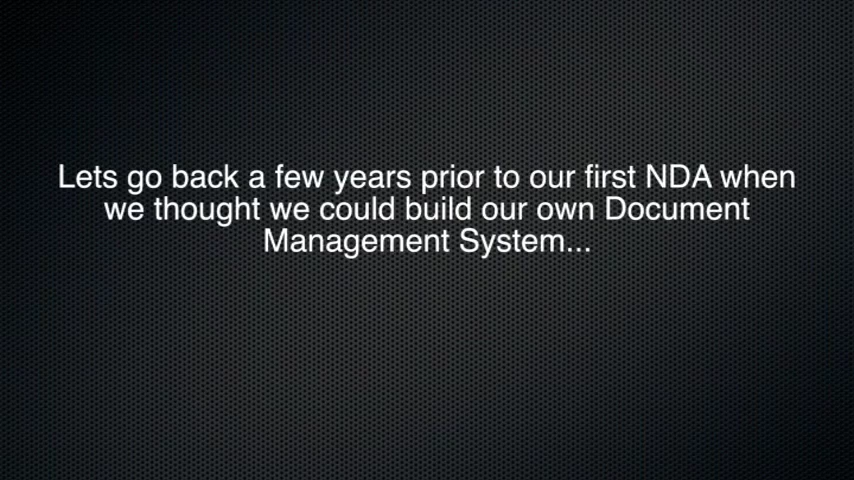 Lets go back a few years prior to our first NDA when
we thought we could build our own Document
Management System...